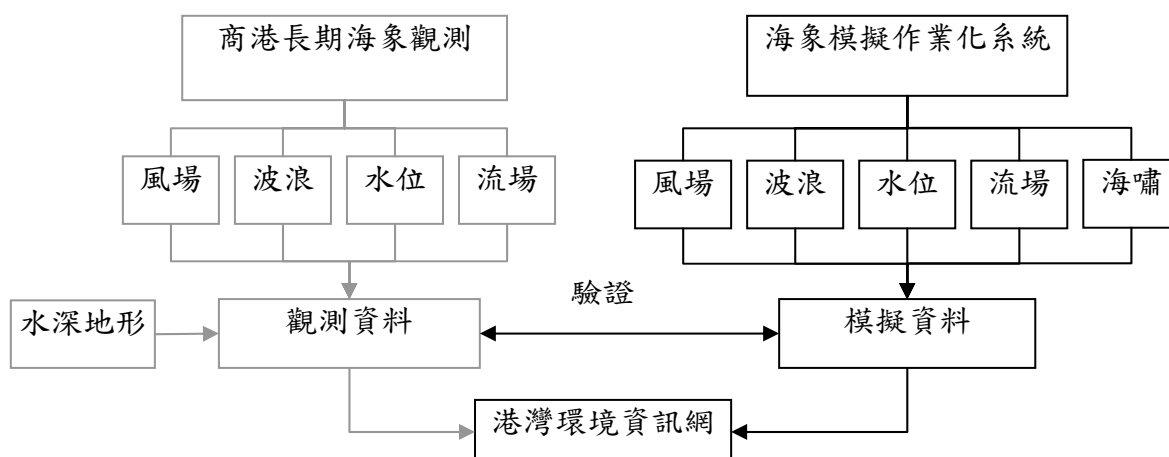 商港長期海象觀測
海象模擬作業化系統
風場
波浪
水位
流場
風場
波浪
水位
流場
海嘯
驗證
水深地形
觀測資料
模擬資料
港灣環境資訊網